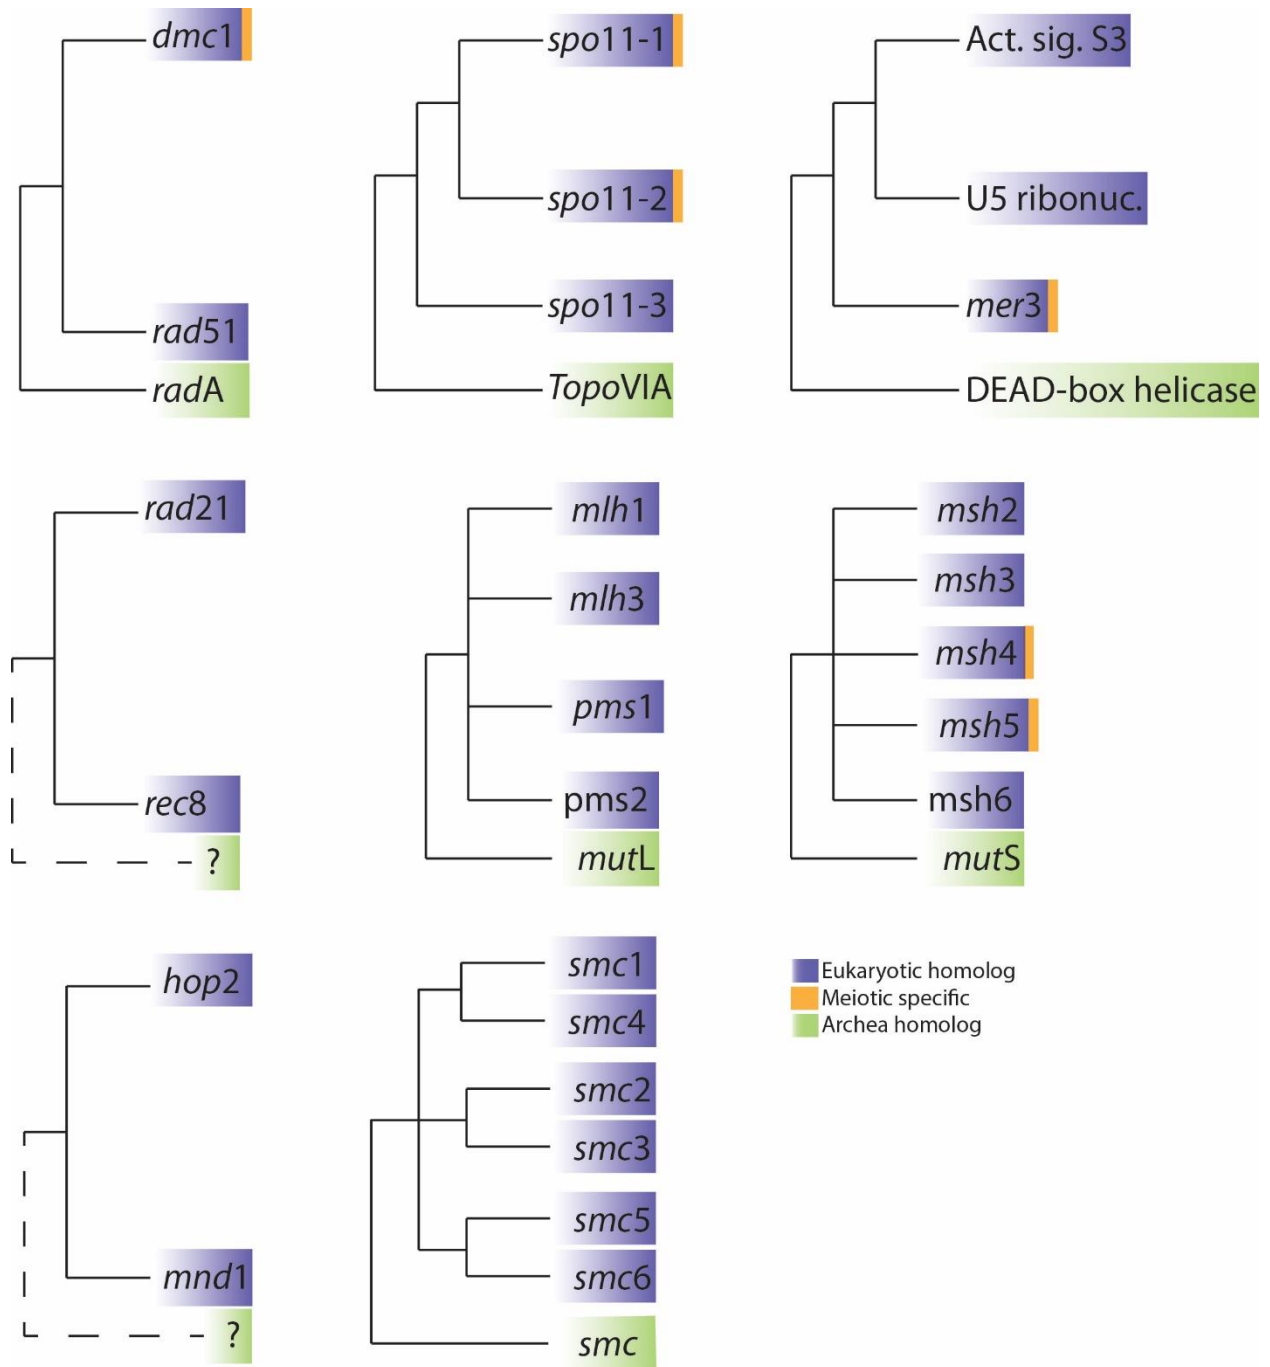 dmc1
rad51
radA
spo11-1
spo11-2
spo11-3
TopoVIA
Act. sig. S3
U5 ribonuc.
mer3
DEAD-box helicase
rad21
rec8
?
mlh1
mlh3
pms1
pms2
mutL
msh2
msh3
msh4
msh5
msh6
mutS
hop2
mnd1
?
smc1
smc4
smc2
smc3
smc5
smc6
smc
Eukaryotic homolog
Meiotic specific
Archea homolog